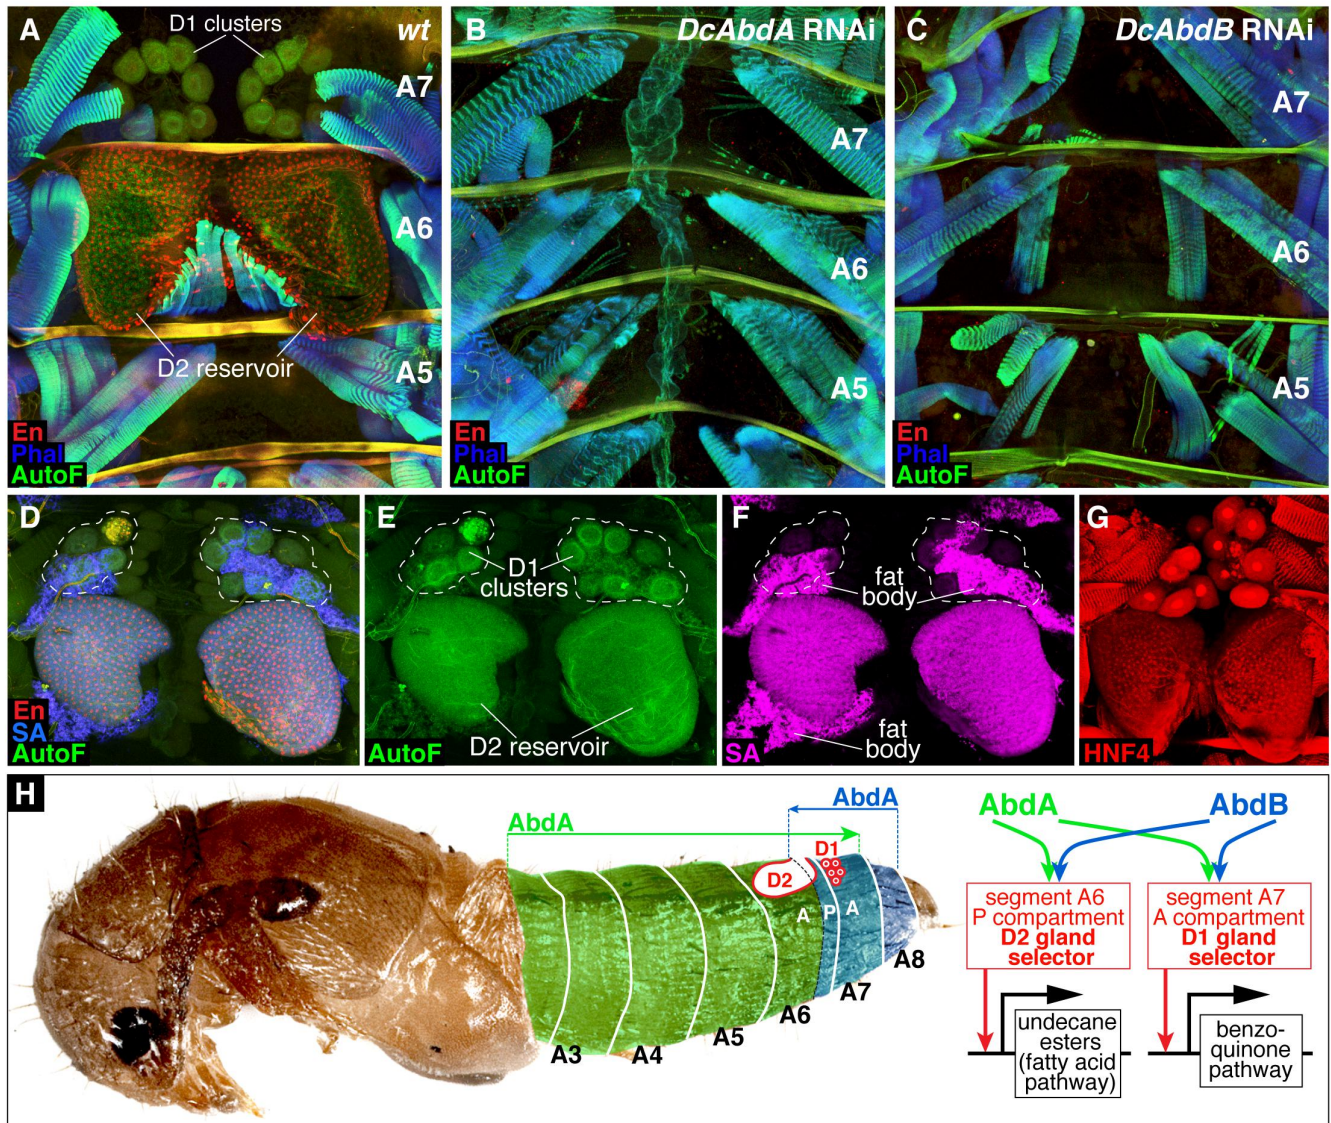 A
D1 clusters
wt
A7
A6
D2 reservoir
A5
En
Phal
AutoF
B
DcAbdA RNAi
A7
A6
A5
En
Phal
AutoF
C
DcAbdB RNAi
A7
A6
A5
En
Phal
AutoF
D
En
SA
AutoF
E
D1
clusters
D2 reservoir
AutoF
F
fat
body
fat
body
SA
G
HNF4
H
AbdA
AbdA
D1
D2
A
P
A
A3
A4
A5
A6
A7
A8
AbdA
AbdB
segment A6
P compartment
D2 gland
selector
segment A7
A compartment
D1 gland
selector
undecane
esters
(fatty acid
pathway)
benzo-
quinone
pathway